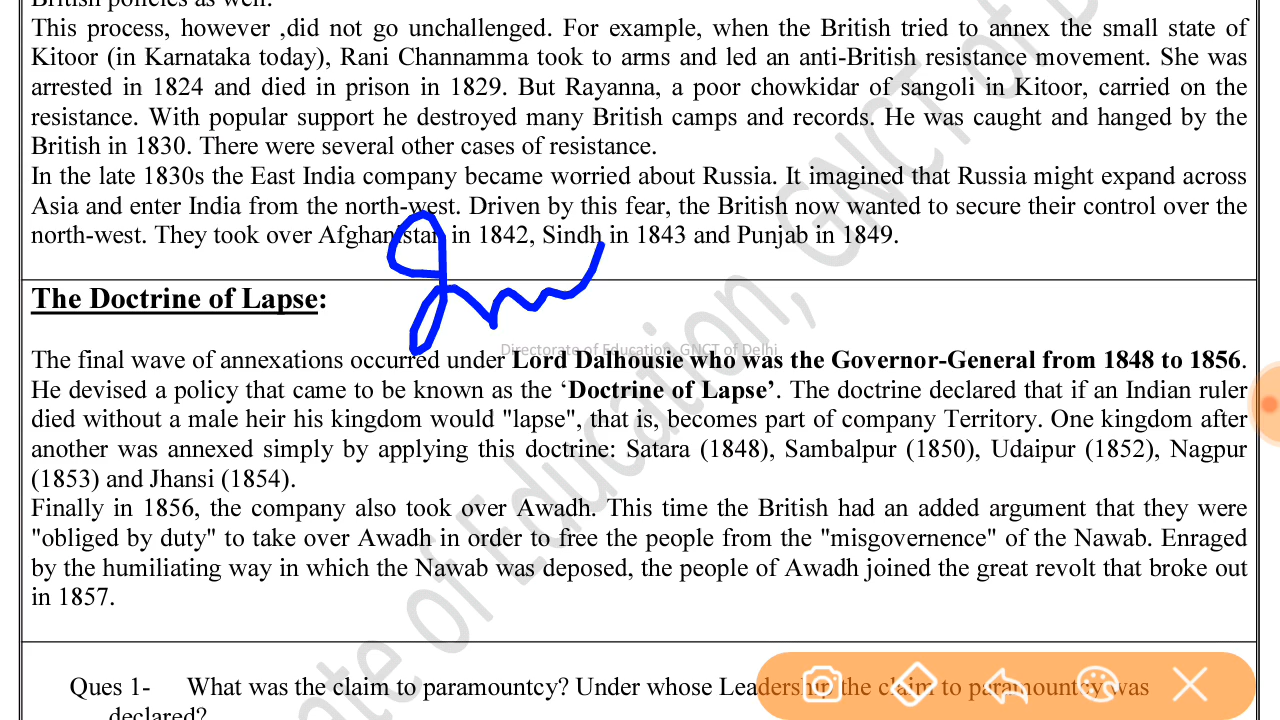 British policies as well.
This process, however ,did not go unchallenged. For example, when the British tried to annex the small state of
Kitoor (in Karnataka today), Rani Channamma took to arms and led an anti-British resistance movement. She was
arrested in 1824 and died in prison in 1829. But Rayanna, a poor chowkidar of sangoli in Kitoor, carried on the
resistance. With popular support he destroyed many British camps and records. He was caught and hanged by the
British in 1830. There were several other cases of resistance.
In the late 1830s the East India company became worried about Russia. It imagined that Russia might expand across
Asia and enter India from the north-west. Driven by this fear, the British now wanted to secure their control over the
north-west. They took over Afghanistan in 1842, Sindh in 1843 and Punjab in 1849.
The Doctrine of Lapse:
Directorate of Education, GNCT of Delhi
The final wave of annexations occurred under Lord Dalhousie who was the Governor-General from 1848 to 1856.
He devised a policy that came to be known as the ‘Doctrine of Lapse’. The doctrine declared that if an Indian ruler
died without a male heir his kingdom would "lapse", that is, becomes part of company Territory. One kingdom after
another was annexed simply by applying this doctrine: Satara (1848), Sambalpur (1850), Udaipur (1852), Nagpur
(1853) and Jhansi (1854).
Finally in 1856, the company also took over Awadh. This time the British had an added argument that they were
"obliged by duty" to take over Awadh in order to free the people from the "misgovernence" of the Nawab. Enraged
by the humiliating way in which the Nawab was deposed, the people of Awadh joined the great revolt that broke out
in 1857.
Ques 1- What was the claim to paramountcy? Under whose Leadership the claim to paramountcy was
declared?